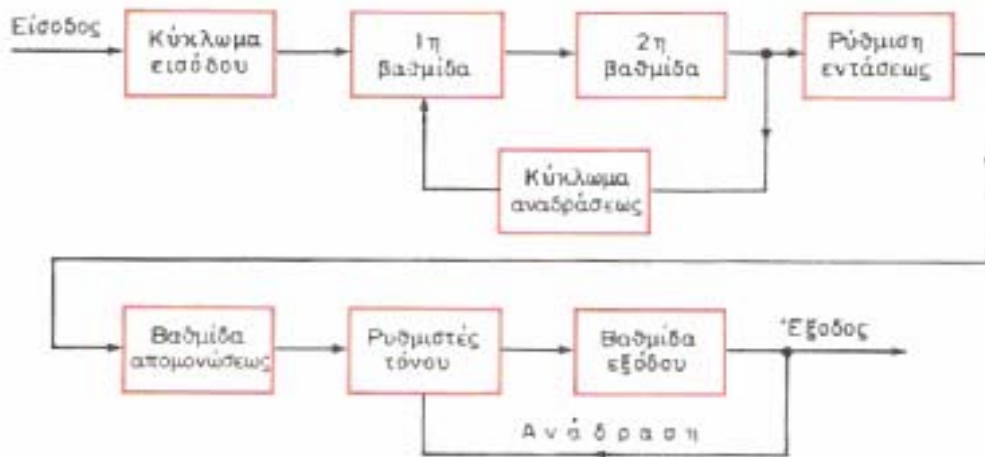 Είσοδος
Κύκλωμα
εισόδου
1η
βαθμίδα
2η
βαθμίδα
Ρύθμιση
εντάσεως
Κύκλωμα
αναδράσεως
Βαθμίδα
απομονώσεως
Ρυθμιστές
τόνου
Βαθμίδα
εξόδου
Έξοδος
Ανάδραση